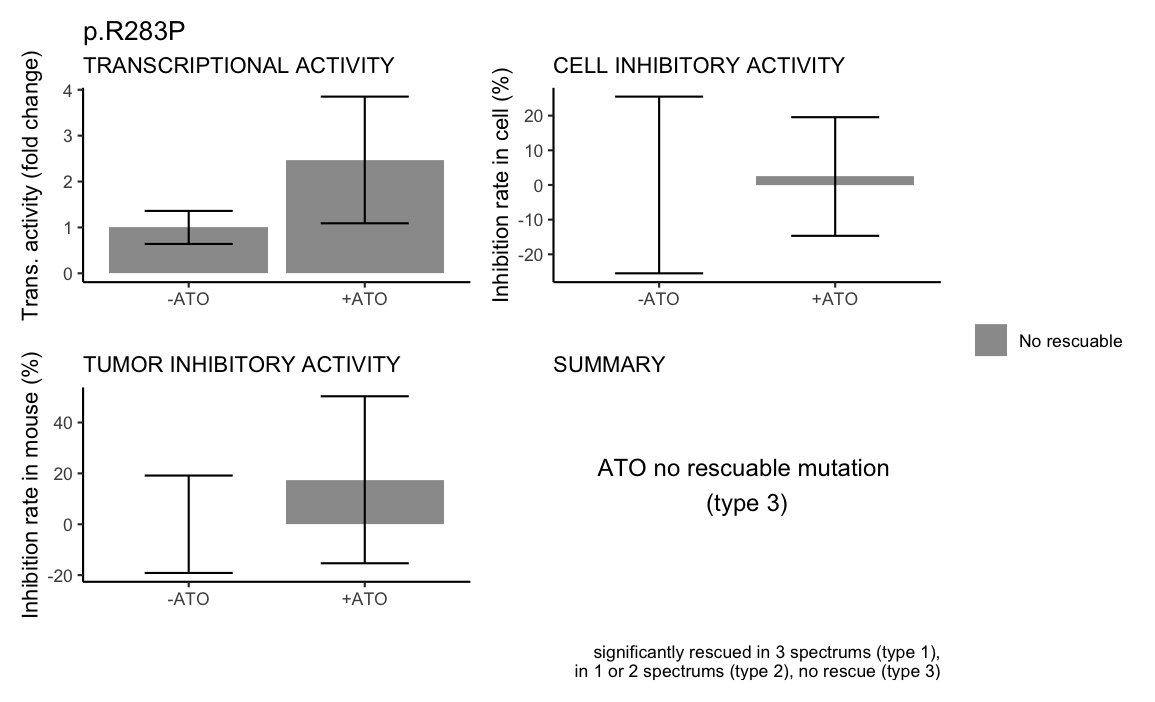 p.R283P
TRANSCRIPTIONAL ACTIVITY
Trans. activity (fold change)
4
3
2
1
0
-ATO
+ATO
CELL INHIBITORY ACTIVITY
Inhibition rate in cell (%)
20
10
0
-10
-20
-ATO
+ATO
No rescuable
TUMOR INHIBITORY ACTIVITY
Inhibition rate in mouse (%)
40
20
0
-20
-ATO
+ATO
SUMMARY
ATO no rescuable mutation
(type 3)
significantly rescued in 3 spectrums (type 1),
in 1 or 2 spectrums (type 2), no rescue (type 3)